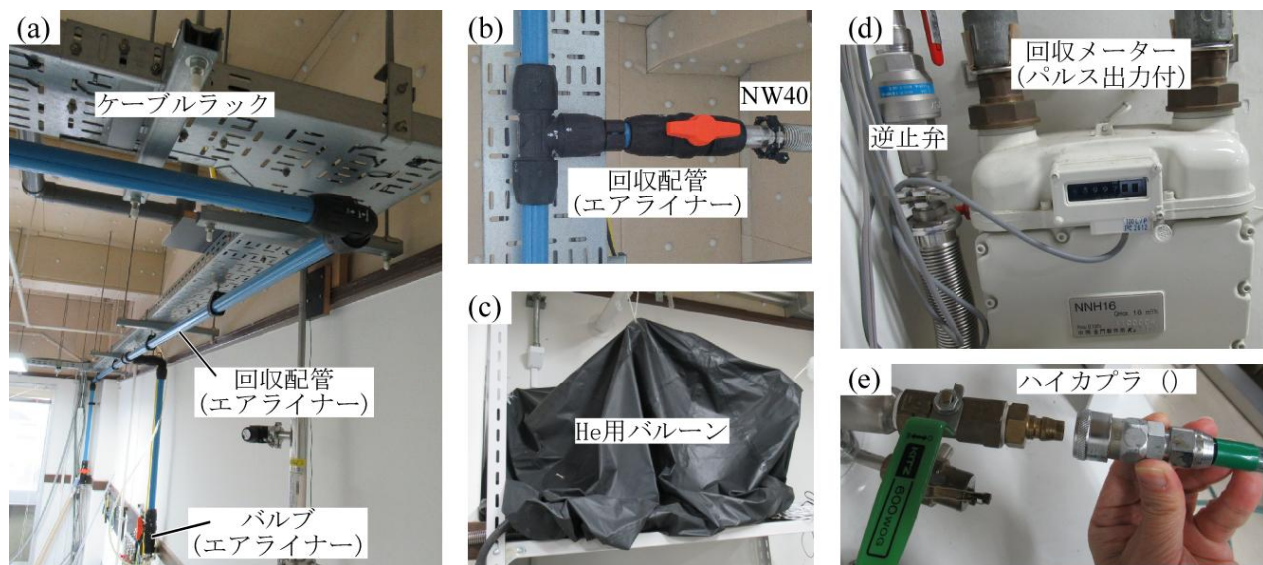 (a)
ケーブルラック
回収配管
(エアライナー)
バルブ
(エアライナー)
(b)
NW40
回収配管
(エアライナー)
(c)
He用バルーン
(d)
回収メーター
(パルス出力付)
逆止弁
NNH16
(e)
ハイカプラ ()
KITZ
600WOG